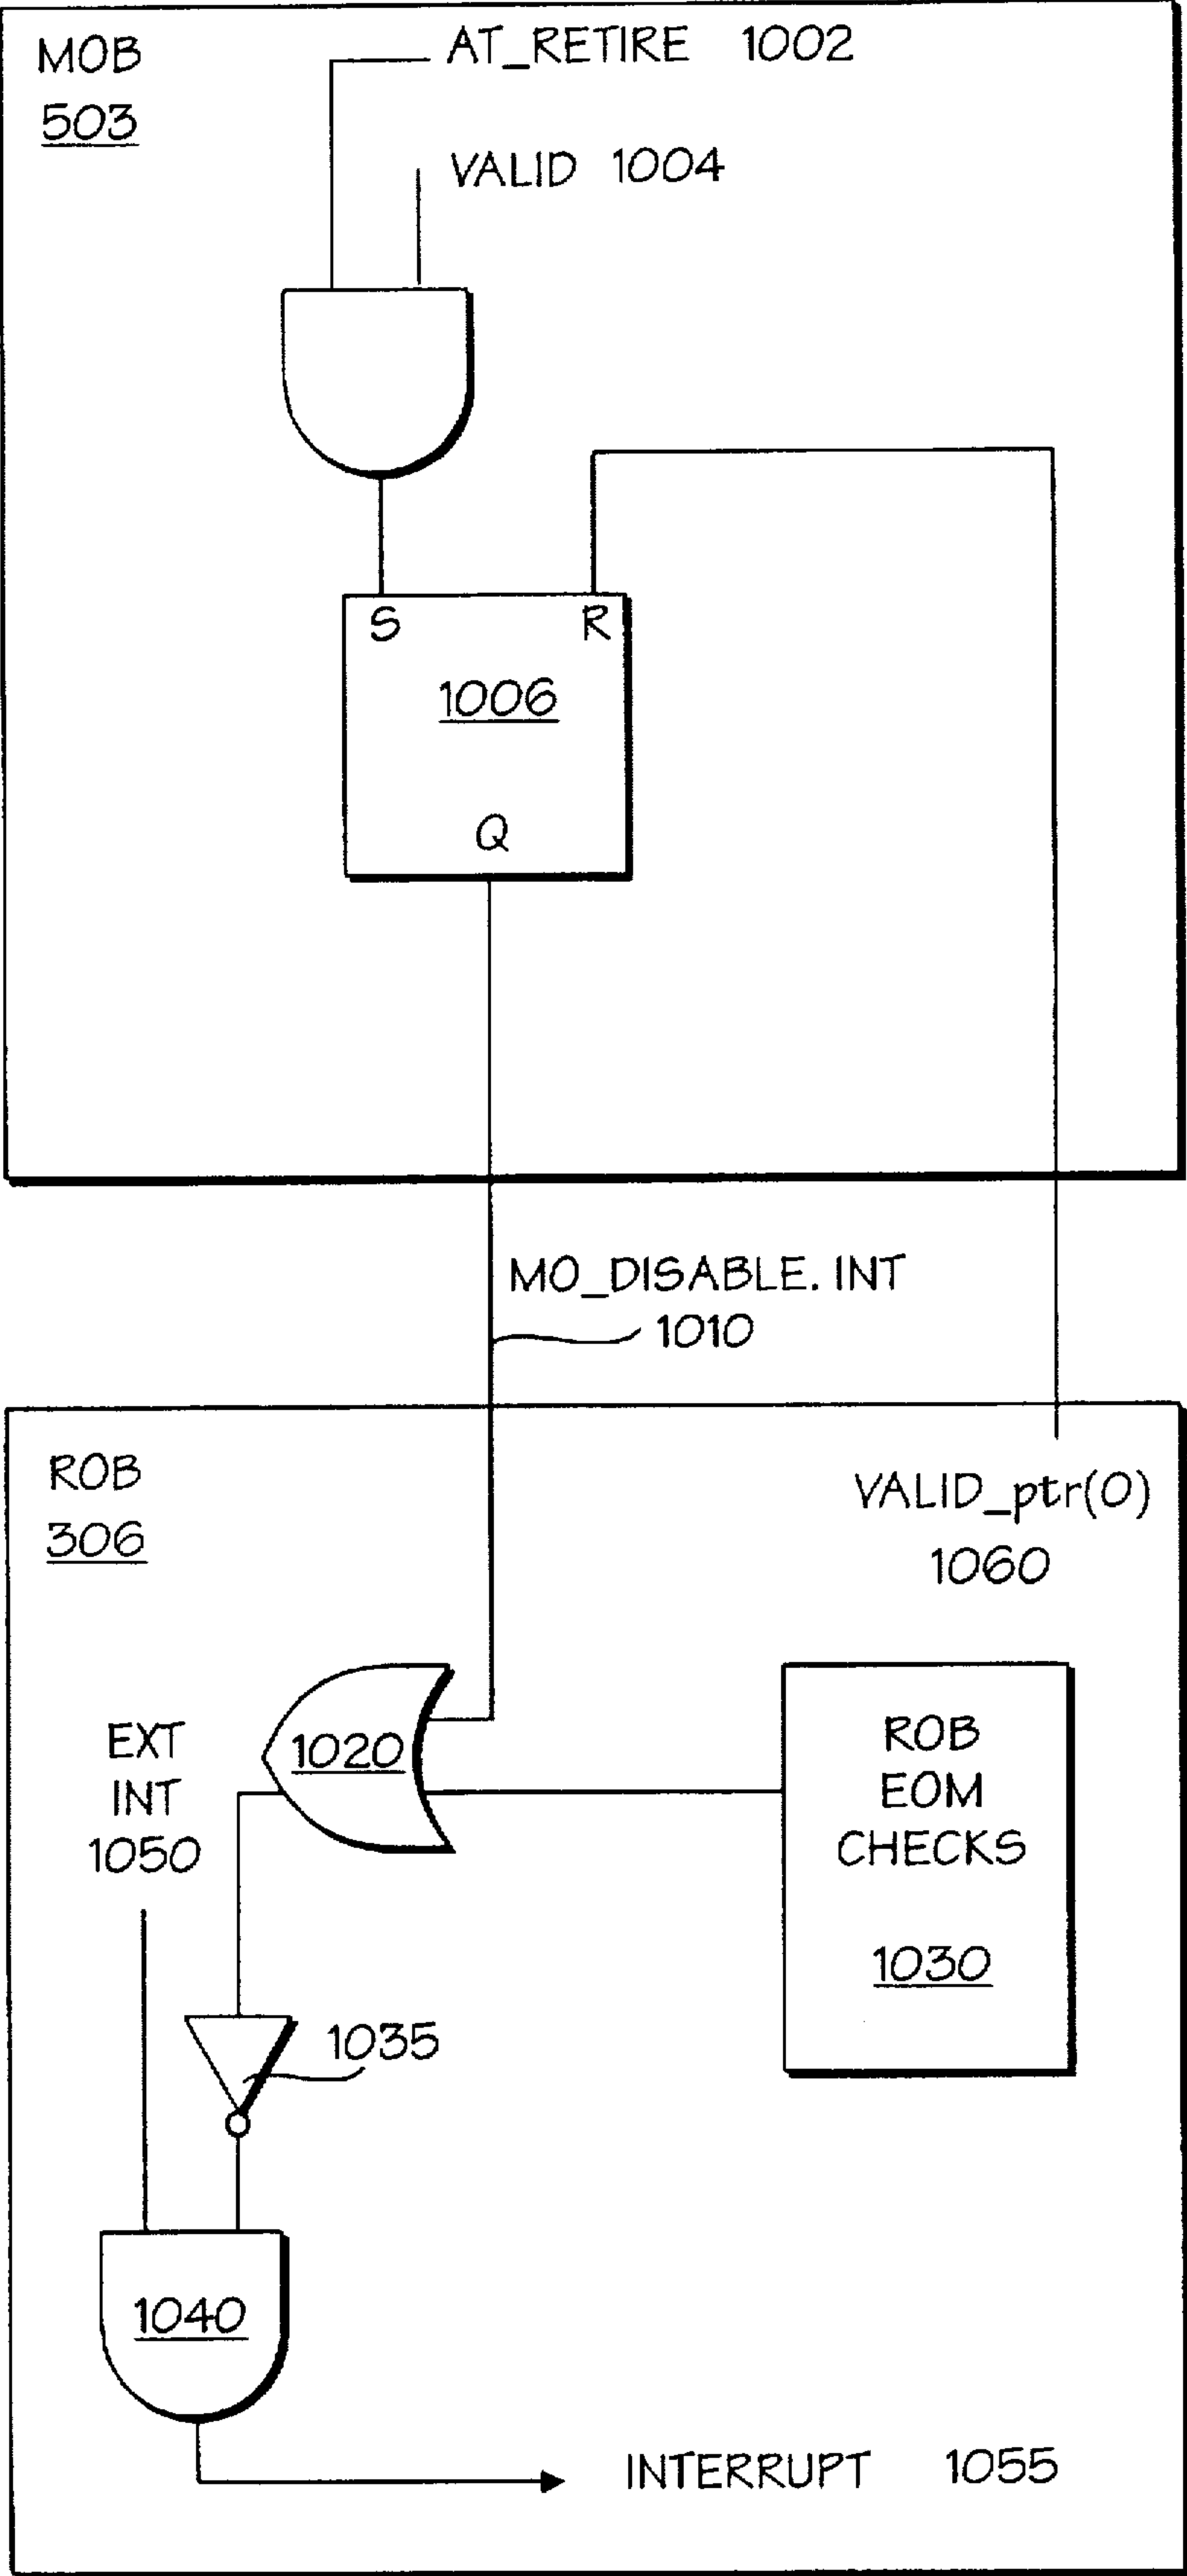 MOB
503
AT_RETIRE 1002
VALID 1004
S
R
1006
Q
MO_DISABLE. INT
1010
ROB
306
VALID_ptr(0)
1060
1020
EXT
INT
1050
ROB
EOM
CHECKS
1030
1035
1040
INTERRUPT 1055